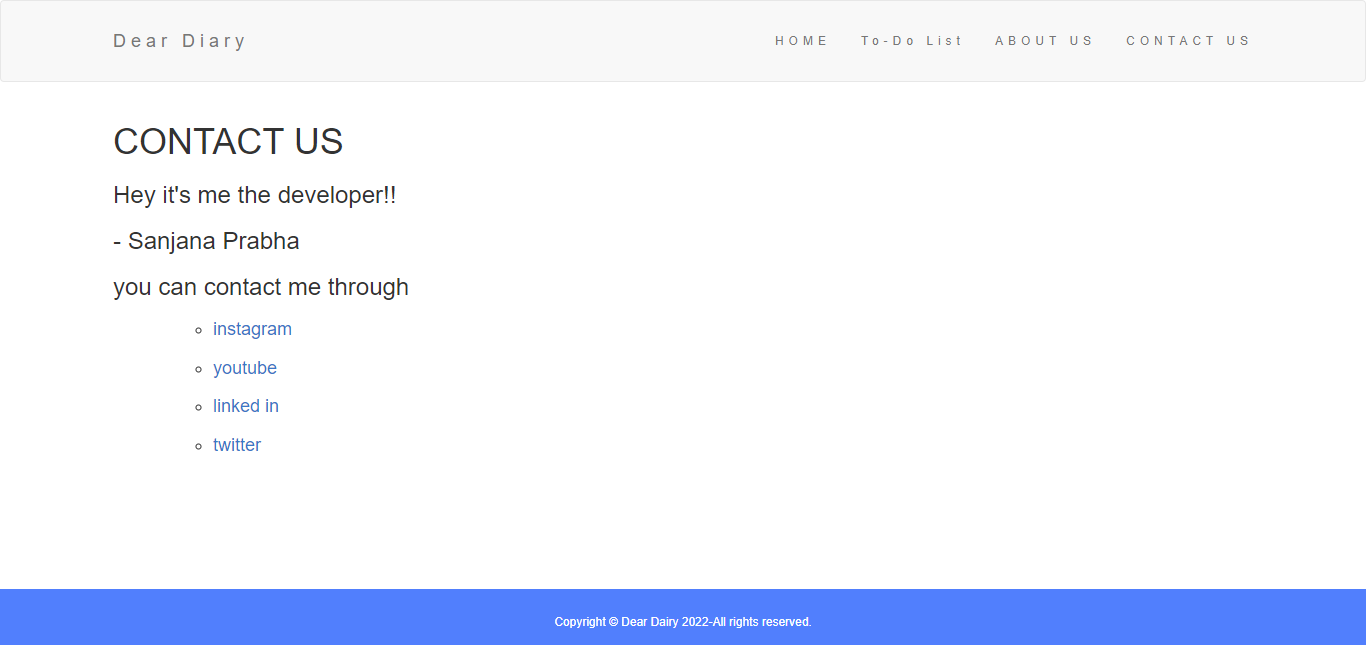 Dear Diary
HOME To-Do List ABOUT US CONTACT US
CONTACT US
Hey it's me the developer!!
- Sanjana Prabha
you can contact me through
instagram
youtube
linked in
twitter
Copyright © Dear Dairy 2022-All rights reserved.